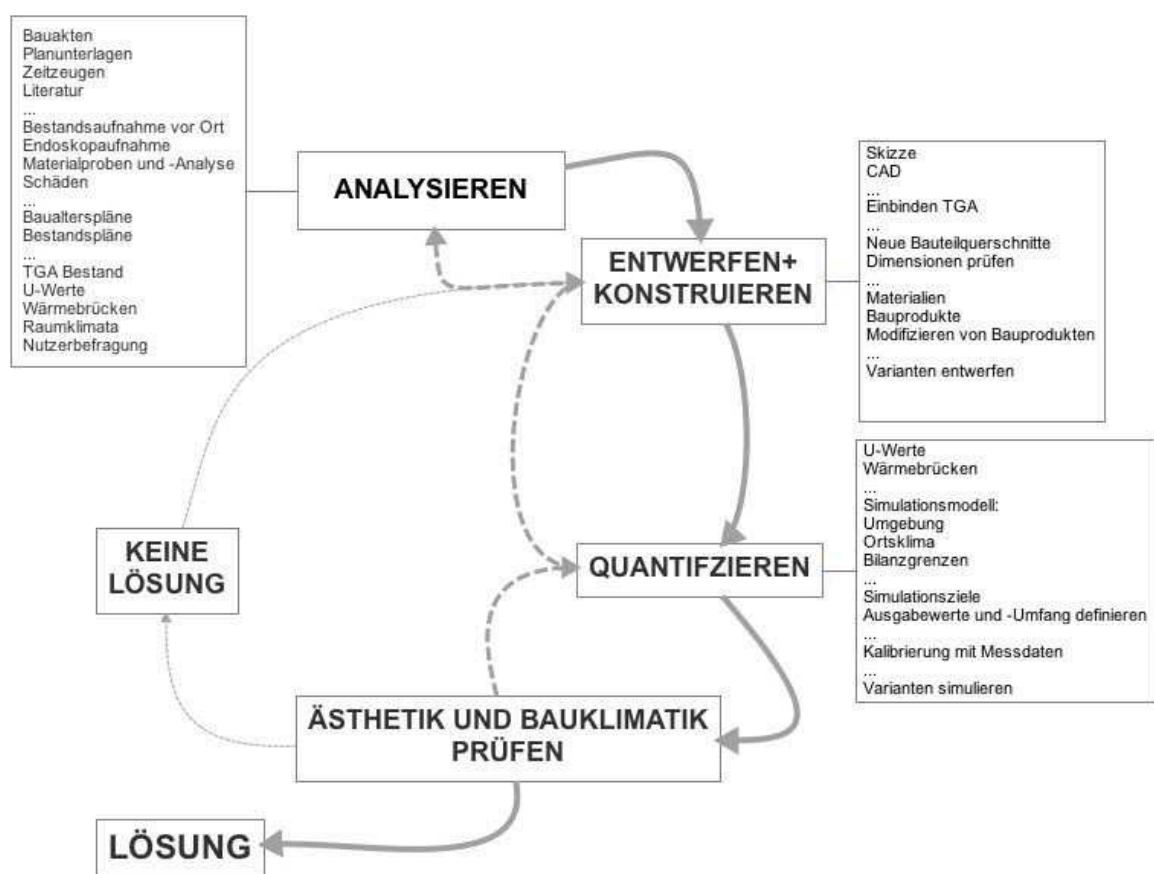 Bauakten
Planunterlagen
Zeitzeugen
Literatur
...
Bestandsaufnahme vor Ort
Endoskopaufnahme
Materialproben und -Analyse
Schäden
...
Baualterspläne
Bestandspläne
...
TGA Bestand
U-Werte
Wärmebrücken
Raumklimata
Nutzerbefragung
ANALYSIEREN
Skizze
CAD
...
Einbinden TGA
...
Neue Bauteilquerschnitte
Dimensionen prüfen
...
Materialien
Bauprodukte
Modifizieren von Bauprodukten
...
Varianten entwerfen
ENTWERFEN+
KONSTRUIEREN
U-Werte
Wärmebrücken
...
Simulationsmodell:
Umgebung
Ortsklima
Bilanzgrenzen
...
Simulationsziele
Ausgabewerte und -Umfang definieren
...
Kalibrierung mit Messdaten
...
Varianten simulieren
QUANTIFZIEREN
KEINE
LÖSUNG
ÄSTHETIK UND BAUKLIMATIK
PRÜFEN
LÖSUNG